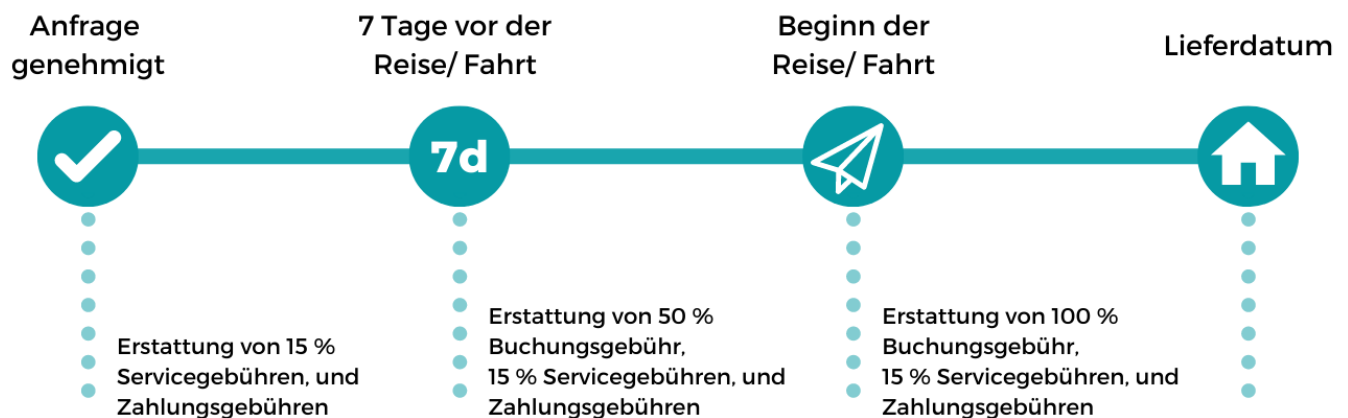 Anfrage
genehmigt
7 Tage vor der
Reise/ Fahrt
Beginn der
Reise/ Fahrt
Lieferdatum
7d
Erstattung von 15 %
Servicegebühren, und
Zahlungsgebühren
Erstattung von 50 %
Buchungsgebühr,
15 % Servicegebühren, und
Zahlungsgebühren
Erstattung von 100 %
Buchungsgebühr,
15 % Servicegebühren, und
Zahlungsgebühren